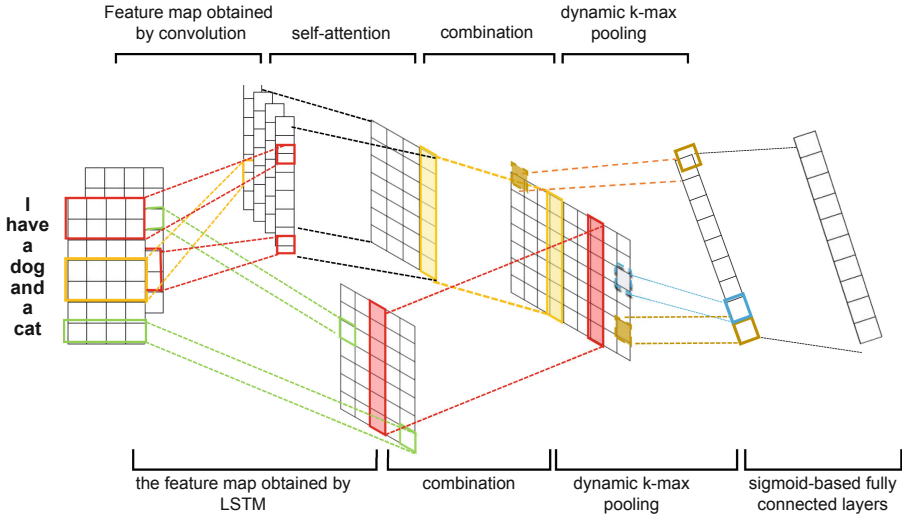 Feature map obtained
by convolution
self-attention
combination
dynamic k-max
pooling
I
have
a
dog
and
a
cat
the feature map obtained by
LSTM
combination
dynamic k-max
pooling
sigmoid-based fully
connected layers